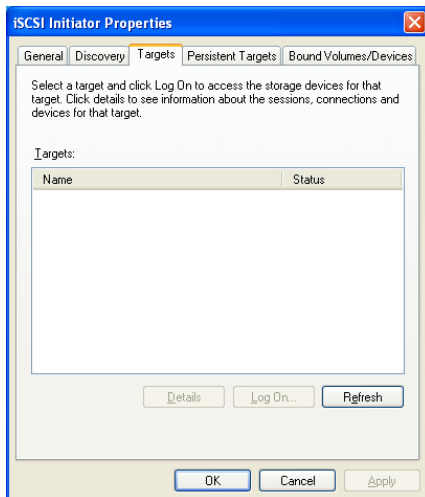 iSCSI Initiator Properties
General Discovery Targets Persistent Targets Bound Volumes/Devices
Select a target and click Log On to access the storage devices for that
target. Click details to see information about the sessions, connections and
devices for that target.
Targets:
Name Status
Details Log On... Refresh
OK Cancel Apply